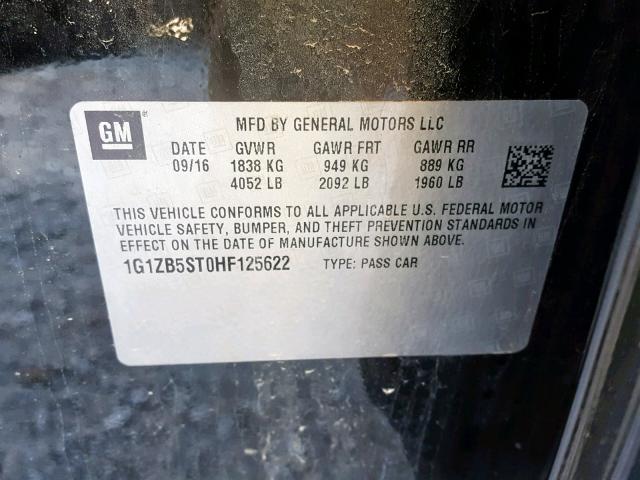 GM
MFD BY GENERAL MOTORS LLC
DATE GVWR GAWR FRT GAWR RR
09/16 1838 KG 949 KG 889 KG
4052 LB 2092 LB 1960 LB
THIS VEHICLE CONFORMS TO ALL APPLICABLE U.S. FEDERAL MOTOR
VEHICLE SAFETY, BUMPER, AND THEFT PREVENTION STANDARDS IN
EFFECT ON THE DATE OF MANUFACTURE SHOWN ABOVE.
1G1ZB5ST0HF125622 TYPE: PASS CAR